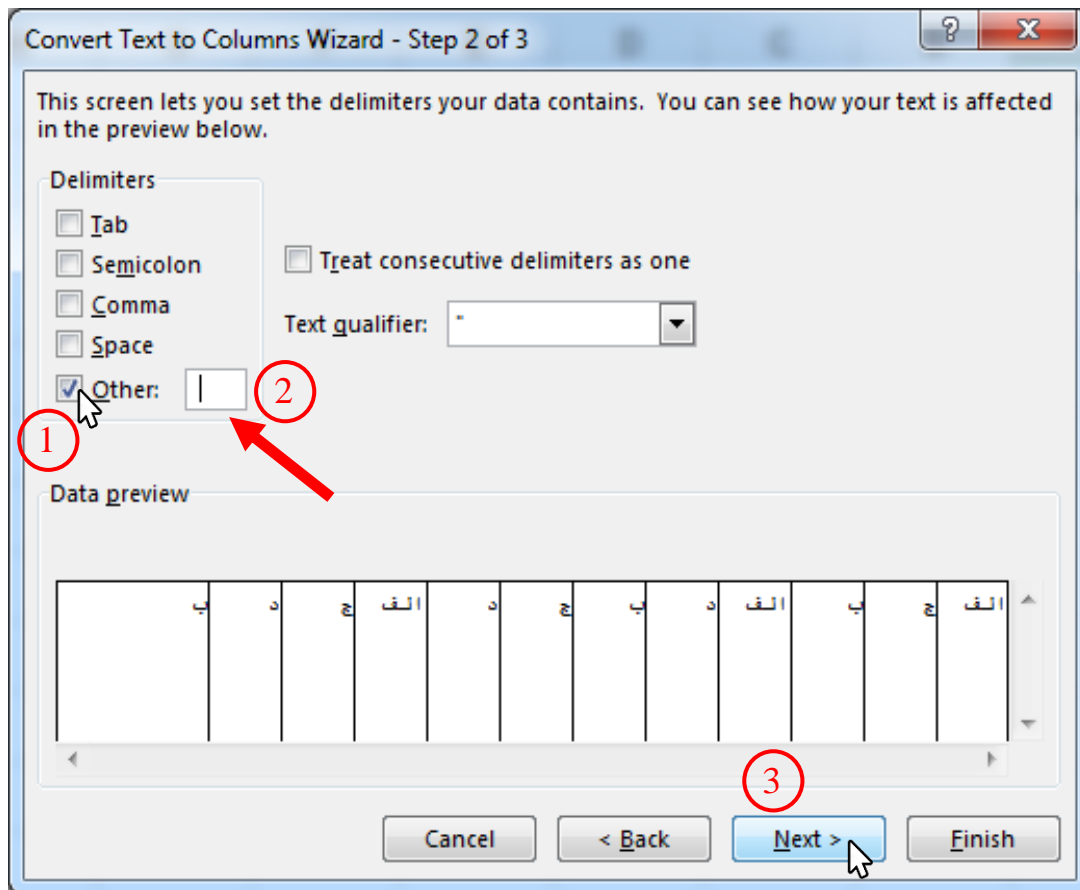 Convert Text to Columns Wizard - Step 2 of 3
?
X
This screen lets you set the delimiters your data contains. You can see how your text is affected
in the preview below.
Delimiters
Tab
Semicolon
Comma
Space
Other: |
2
1
Treat consecutive delimiters as one
Text qualifier: "
Data preview
الف ج ب الف د ب ج د الف ج د ب
3
Cancel
< Back
Next >
Finish